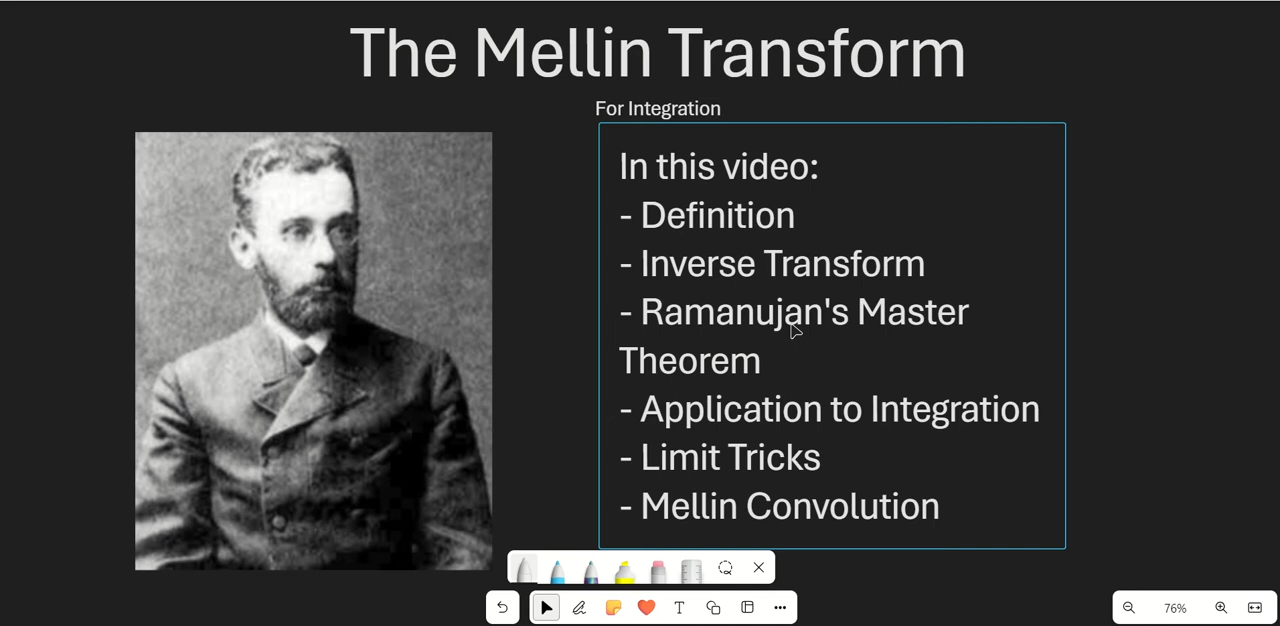 The Mellin Transform
For Integration
In this video:
- Definition
- Inverse Transform
- Ramanujan's Master
Theorem
- Application to Integration
- Limit Tricks
- Mellin Convolution
T
76%